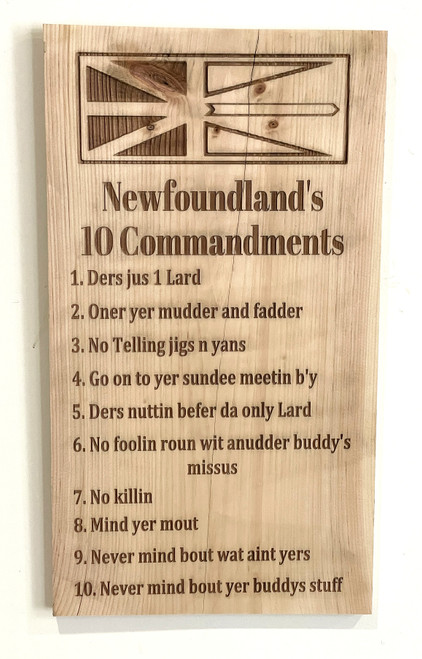 Newfoundland's
10 Commandments
1. Ders jus 1 Lard
2. Oner yer mudder and fadder
3. No Telling jigs n yans
4. Go on to yer sundee meetin b'y
5. Ders nuttin befer da only Lard
6. No foolin roun wit anudder buddy's
missus
7. No killin
8. Mind yer mout
9. Never mind bout wat aint yers
10. Never mind bout yer buddys stuff